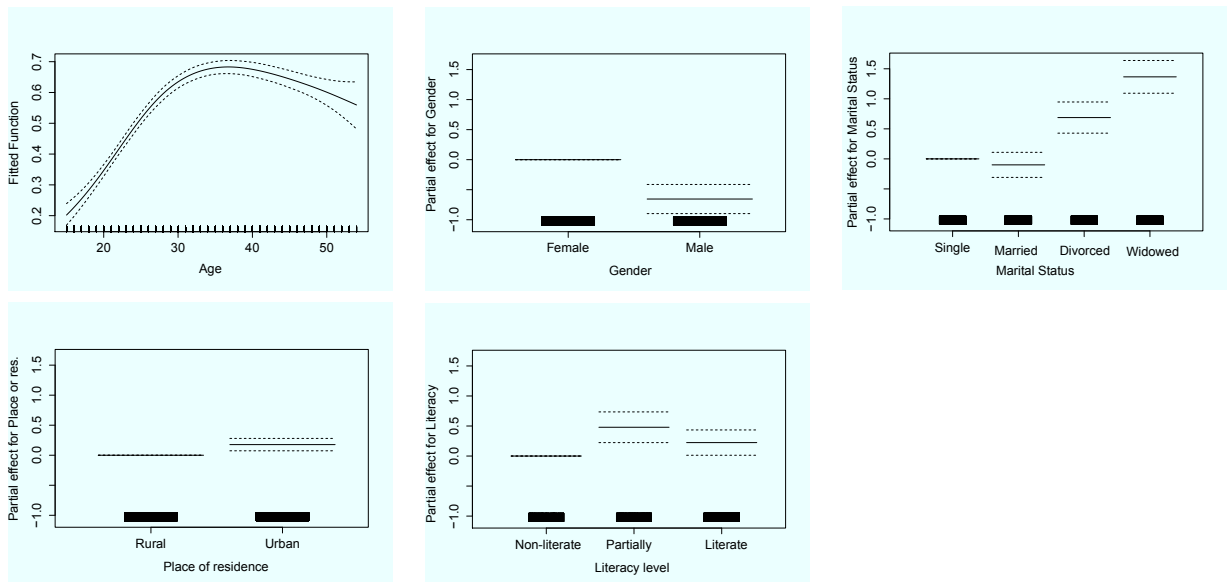 Fitted Function
0.7
0.6
0.5
0.4
0.3
0.2
20 30 40 50
Age
Partial effect for Gender
1.5
1.0
0.5
0.0
−1.0
Female Male
Gender
Partial effect for Marital Status
1.5
1.0
0.5
0.0
−1.0
Single Married Divorced Widowed
Marital Status
Partial effect for Place or res.
1.5
1.0
0.5
0.0
−1.0
Rural Urban
Place of residence
Partial effect for Literacy
1.5
1.0
0.5
0.0
−1.0
Non-literate Partially Literate
Literacy level